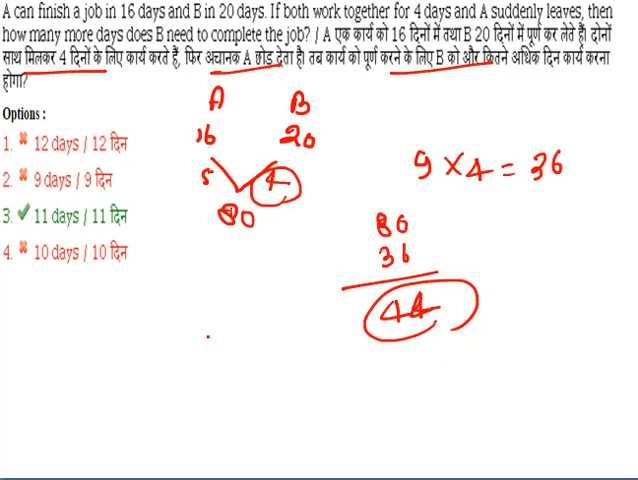 A can finish a job in 16 days and B in 20 days. If both work together for 4 days and A suddenly leaves, then
how many more days does B need to complete the job? / A एक कार्य को 16 दिनों में तथा B 20 दिनों में पूर्ण कर लेते हैं। दोनों
साथ मिलकर 4 दिनों के लिए कार्य करते हैं, फिर अचानक A छोड़ देता है। तब कार्य को पूर्ण करने के लिए B को और कितने अधिक दिन कार्य करना
होगा?
Options :
1. 12 days / 12 दिन
2. 9 days / 9 दिन
3. 11 days / 11 दिन
4. 10 days / 10 दिन
A B
16 20
5 4
80
9 × 4 = 36
80
36
44